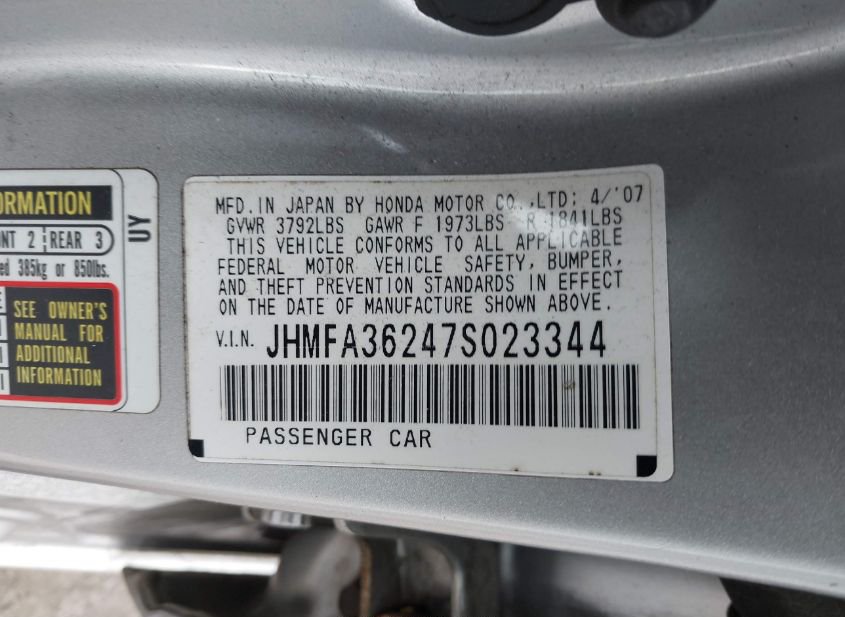 ORMATION
NT 2 REAR 3
ed 385kg or 850lbs.
SEE OWNER'S
MANUAL FOR
ADDITIONAL
INFORMATION
UY
MFD. IN JAPAN BY HONDA MOTOR CO., LTD; 4/'07
GVWR 3792LBS GAWR F 1973LBS R 1841LBS
THIS VEHICLE CONFORMS TO ALL APPLICABLE
FEDERAL MOTOR VEHICLE SAFETY, BUMPER,
AND THEFT PREVENTION STANDARDS IN EFFECT
ON THE DATE OF MANUFACTURE SHOWN ABOVE.
V.I.N. JHMFA36247S023344
PASSENGER CAR